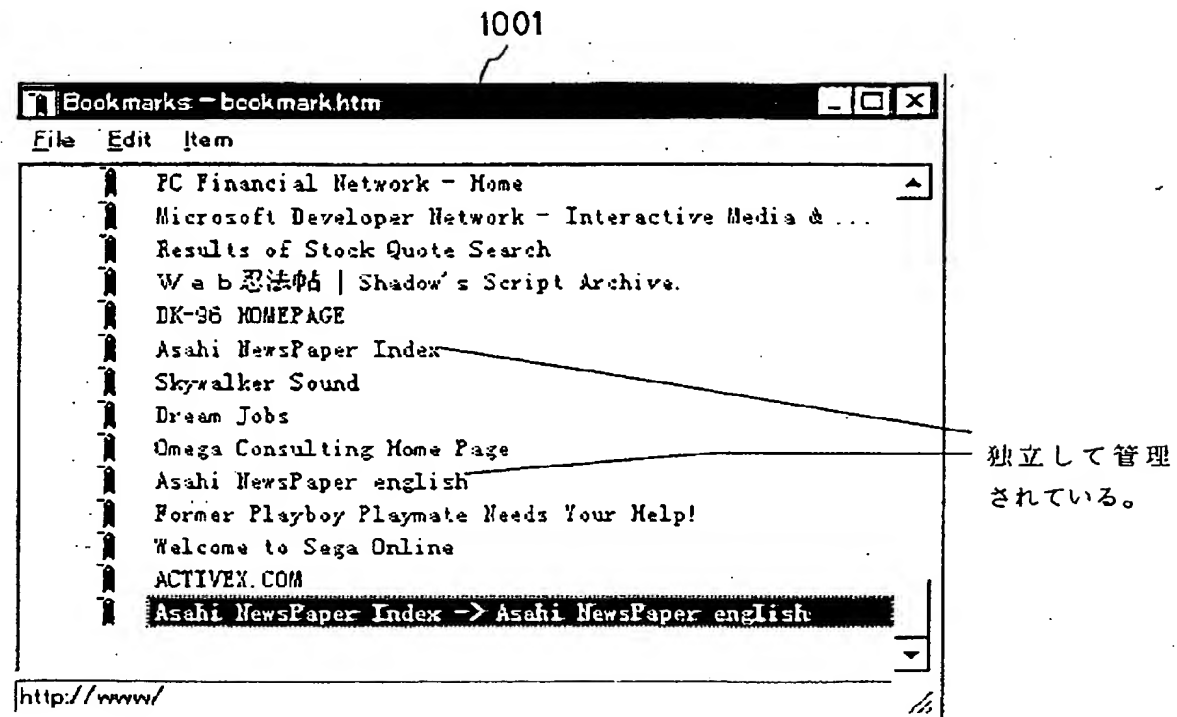 1001
Bookmarks - bookmark.htm
File Edit Item
PC Financial Network - Home
Microsoft Developer Network - Interactive Media & ...
Results of Stock Quote Search
Web忍法帖 | Shadow's Script Archive.
DK-96 HOMEPAGE
Asahi NewsPaper Index
Skywalker Sound
Dream Jobs
Omega Consulting Home Page
Asahi NewsPaper english
Former Playboy Playmate Needs Your Help!
Welcome to Sega Online
ACTIVEX.COM
Asahi NewsPaper Index -> Asahi NewsPaper english
独立して管理
されている。
http://www/